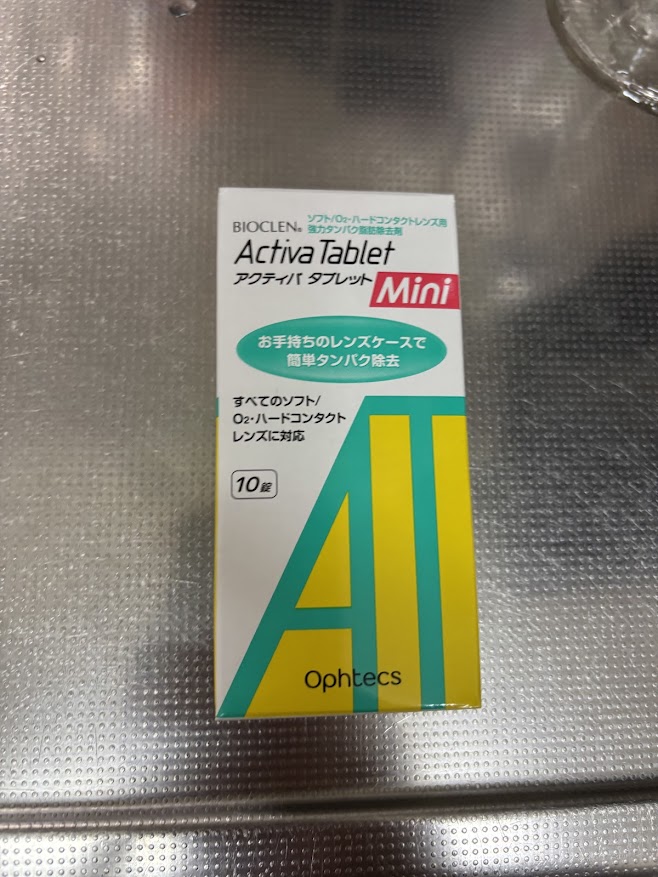 BIOCLEN®
ソフト/O2・ハードコンタクトレンズ用
強力タンパク脂肪除去剤
Activa Tablet
アクティバ タブレット
Mini
お手持ちのレンズケースで
簡単タンパク除去
すべてのソフト/
O2・ハードコンタクト
レンズに対応
10錠
AT
Ophtecs